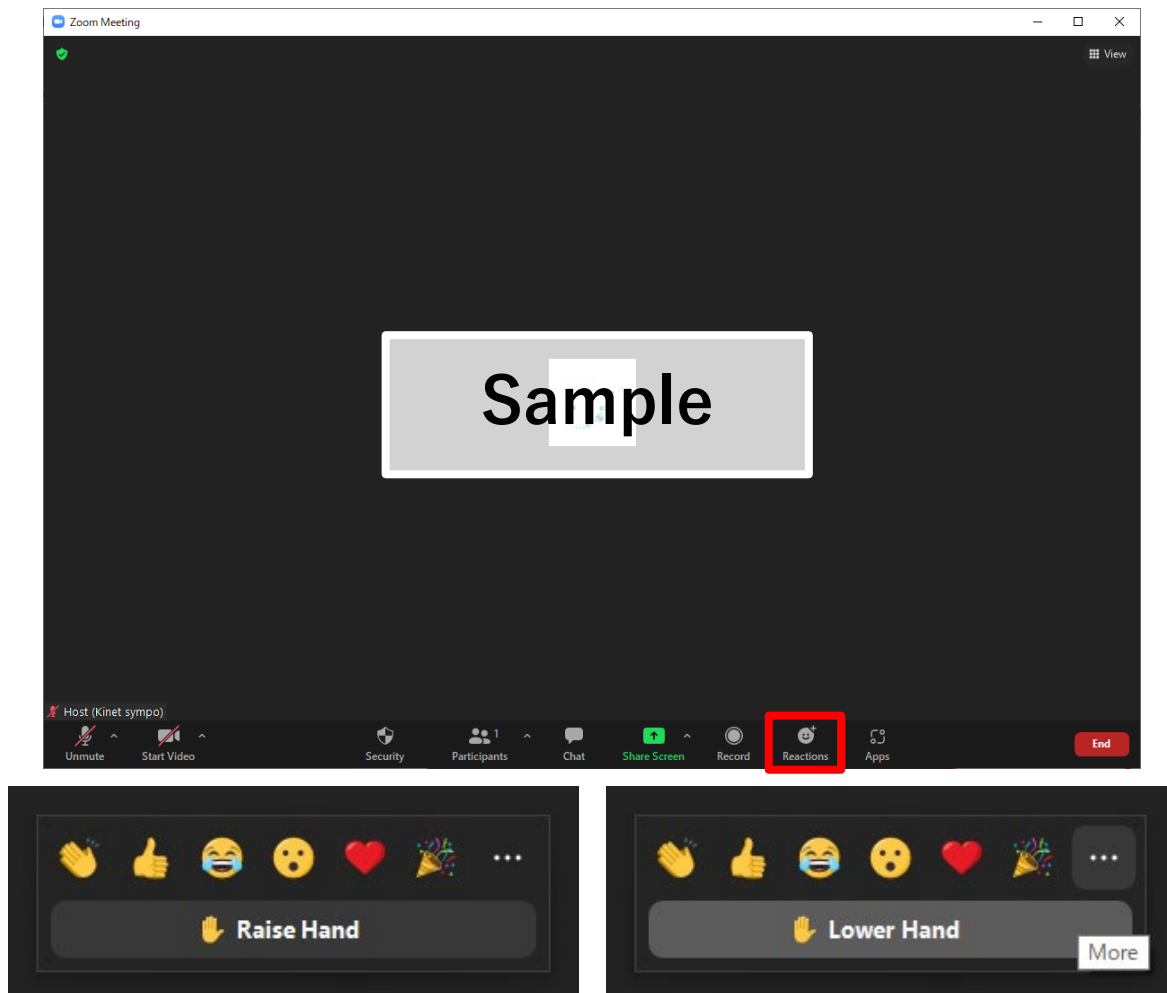 Zoom Meeting
View
Sample
Host (Kinet sympo)
Unmute
Start Video
Security
1
Participants
Chat
Share Screen
Record
Reactions
Apps
End
Raise Hand
Lower Hand
More